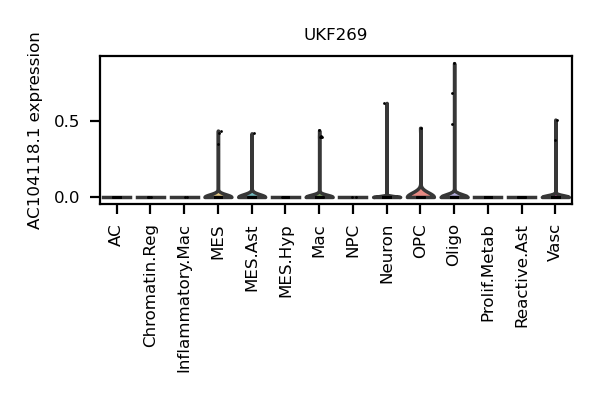 UKF269
AC104118.1 expression
0.5
0.0
AC
Chromatin.Reg
Inflammatory.Mac
MES
MES.Ast
MES.Hyp
Mac
NPC
Neuron
OPC
Oligo
Prolif.Metab
Reactive.Ast
Vasc